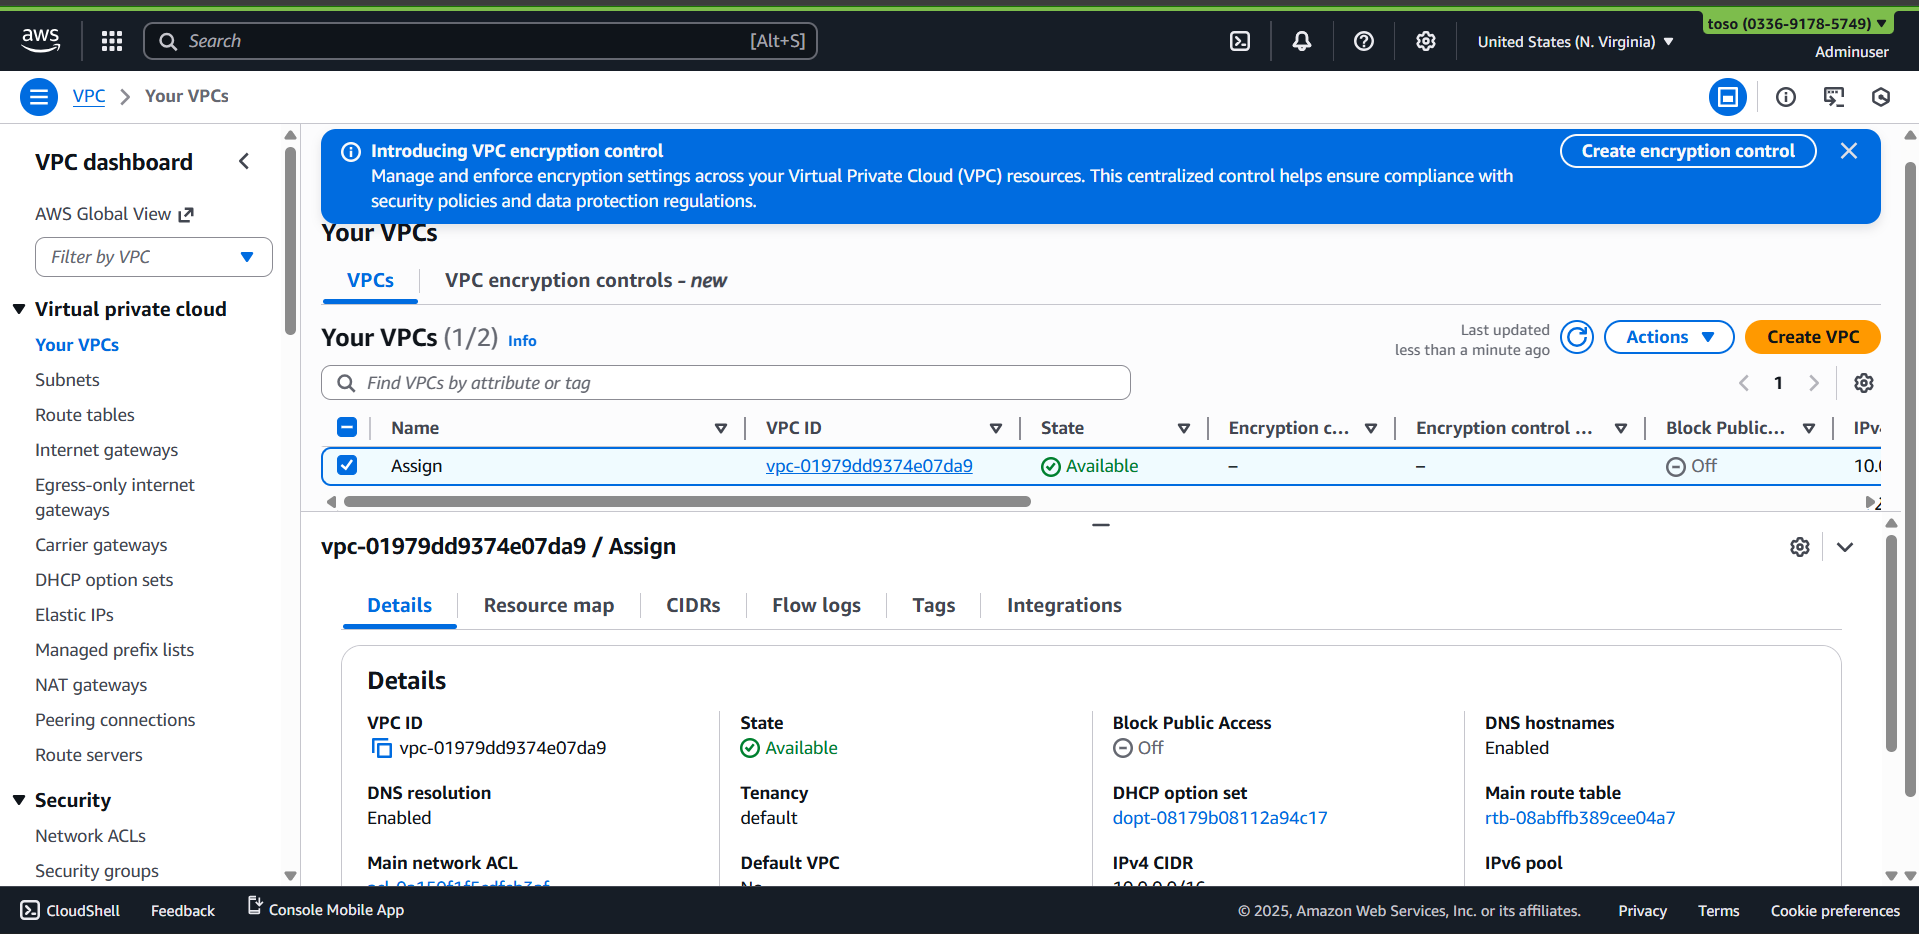 aws
Search
[Alt+S]
United States (N. Virginia)
toso (0336-9178-5749)
Adminuser
VPC
Your VPCs
VPC dashboard
AWS Global View
Filter by VPC
Virtual private cloud
Your VPCs
Subnets
Route tables
Internet gateways
Egress-only internet
gateways
Carrier gateways
DHCP option sets
Elastic IPs
Managed prefix lists
NAT gateways
Peering connections
Route servers
Security
Network ACLs
Security groups
Introducing VPC encryption control
Manage and enforce encryption settings across your Virtual Private Cloud (VPC) resources. This centralized control helps ensure compliance with
security policies and data protection regulations.
Create encryption control
Your VPCs
VPCs
VPC encryption controls - new
Your VPCs (1/2) Info
Last updated
less than a minute ago
Actions
Create VPC
Find VPCs by attribute or tag
1
Name VPC ID State Encryption c... Encryption control ... Block Public... IPv
Assign vpc-01979dd9374e07da9 Available – – Off 10.
vpc-01979dd9374e07da9 / Assign
Details Resource map CIDRs Flow logs Tags Integrations
Details
VPC ID
vpc-01979dd9374e07da9
State
Available
Block Public Access
Off
DNS hostnames
Enabled
DNS resolution
Enabled
Tenancy
default
DHCP option set
dopt-08179b08112a94c17
Main route table
rtb-08abffb389cee04a7
Main network ACL
Default VPC
IPv4 CIDR
IPv6 pool
CloudShell
Feedback
Console Mobile App
© 2025, Amazon Web Services, Inc. or its affiliates.
Privacy
Terms
Cookie preferences